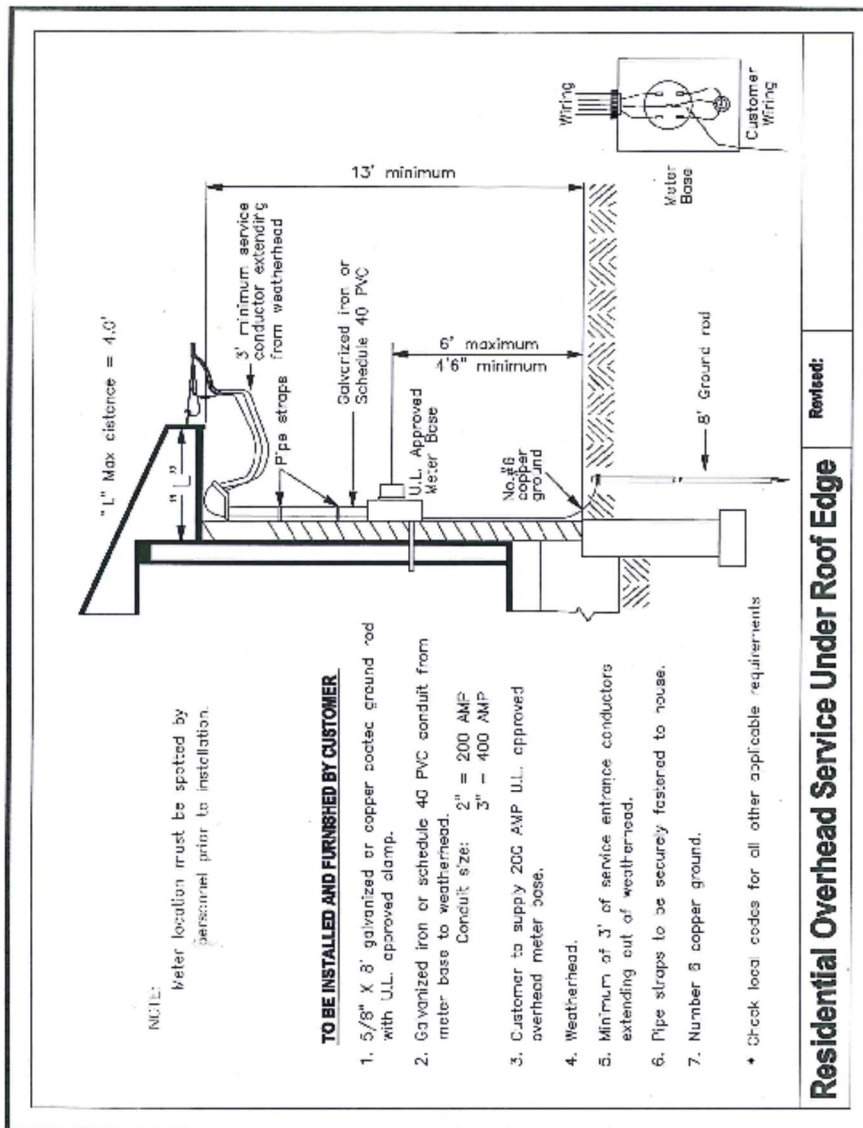 NOTE:
Meter location must be spotted by
personnel prior to installation.
TO BE INSTALLED AND FURNISHED BY CUSTOMER
1. 5/8" X 8' galvanized or copper coated ground rod
with U.L. approved clamp.
2. Galvanized iron or schedule 40 PVC conduit from
meter base to weatherhead.
Conduit size: 2" = 200 AMP
3" - 400 AMP
3. Customer to supply 200 AMP U.L. approved
overhead meter base.
4. Weatherhead.
5. Minimum of 3' of service entrance conductors
extending out of weatherhead.
6. Pipe straps to be securely fastened to house.
7. Number 6 copper ground.
* Check local codes for all other applicable requirements
"L" Max distance = 4.0'
"L"
3' minimum service
conductor extending
from weatherhead
Pipe straps
Galvanized iron or
Schedule 40 PVC
13' minimum
U.L. Approved
Meter Base
6' maximum
4'6" minimum
No.#6
copper
ground
8' Ground rod
Wiring
Meter
Base
Customer
Wiring
Residential Overhead Service Under Roof Edge
Revised: